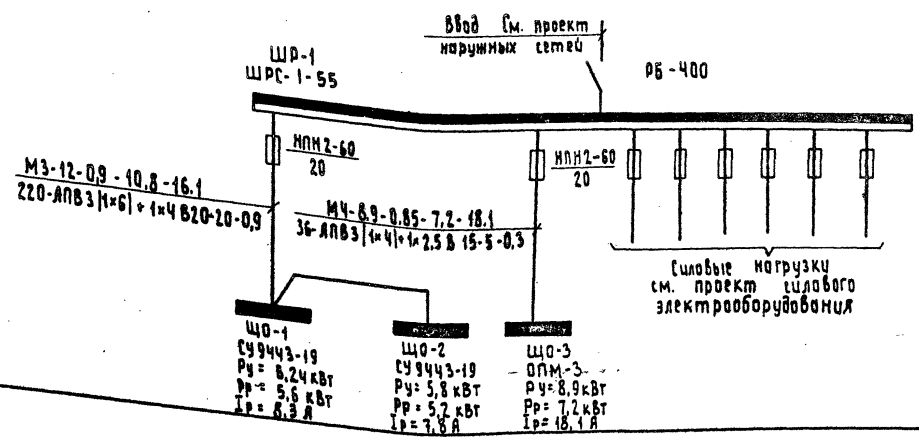 Ввод См. проект
наружных сетей
ШР-1
ШРС-1-55
РБ-400
НПН2-60
20
НПН2-60
20
М3-12-0,9-10,8-16.1
220-АПВ3(1×6)+1×4 В20-20-0,9
М4-8.9-0.85-7,2-18.1
36-АПВ3(1×4)+1×2.5 В 15-5-0,3
Силовые нагрузки
см. проект силового
электрооборудования
ЩО-1
СУ9443-19
Ру= 6,24 кВт
Рр= 5,6 кВт
Iр= 8,3 А
ЩО-2
СУ9443-19
Ру= 5,8 кВт
Рр= 5,2 кВт
Iр= 7,8 А
ЩО-3
ОПМ-3
Ру= 8,9кВт
Рр= 7,2кВт
Iр= 18,1 А